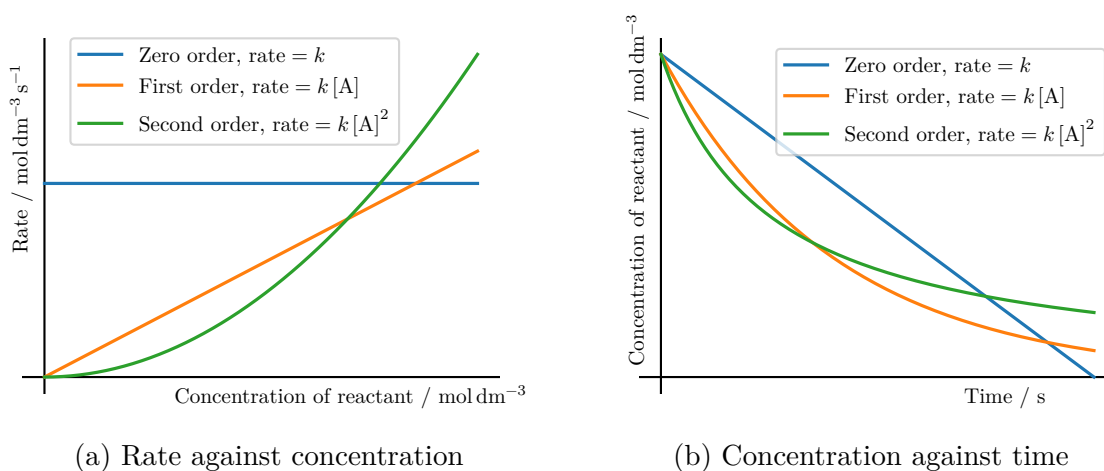 Rate / mol dm⁻³ s⁻¹
Zero order, rate = k
First order, rate = k [A]
Second order, rate = k [A]²
Concentration of reactant / mol dm⁻³
(a) Rate against concentration
Concentration of reactant / mol dm⁻³
Zero order, rate = k
First order, rate = k [A]
Second order, rate = k [A]²
Time / s
(b) Concentration against time